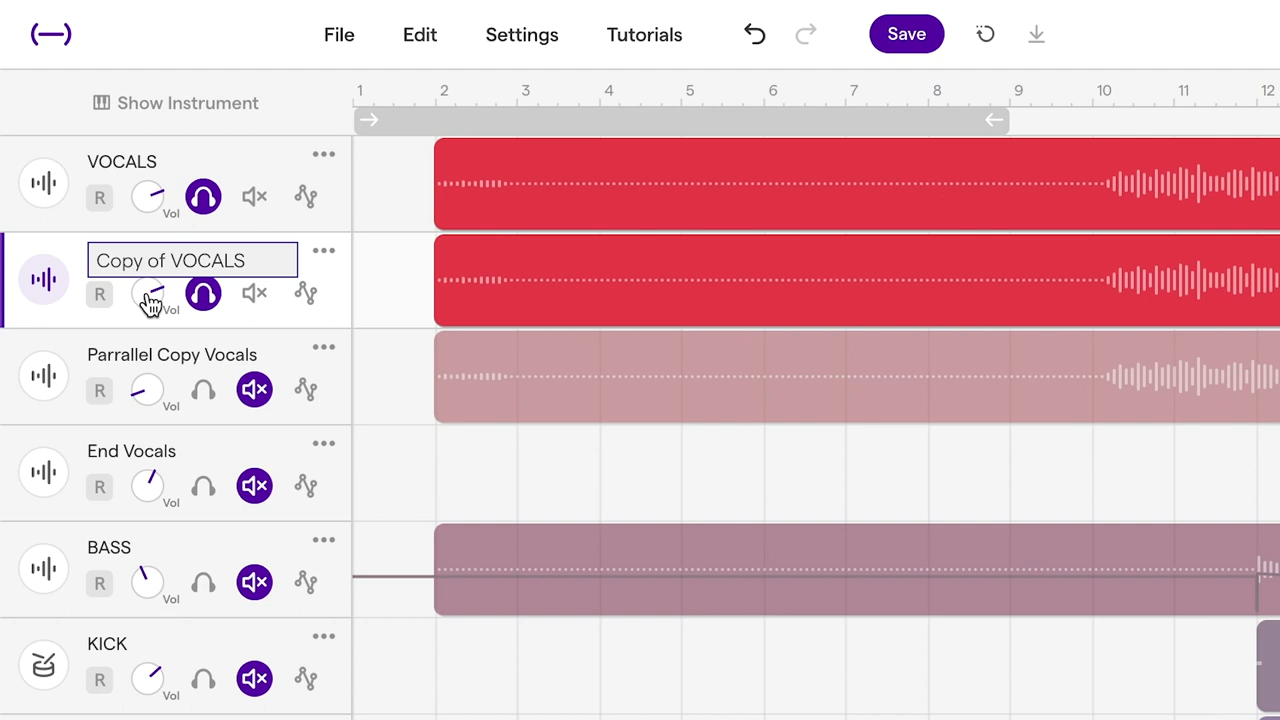 File Edit Settings Tutorials Save
Show Instrument
1 2 3 4 5 6 7 8 9 10 11 12
VOCALS
R Vol
Copy of VOCALS
R Vol
Parrallel Copy Vocals
R Vol
End Vocals
R Vol
BASS
R Vol
KICK
R Vol